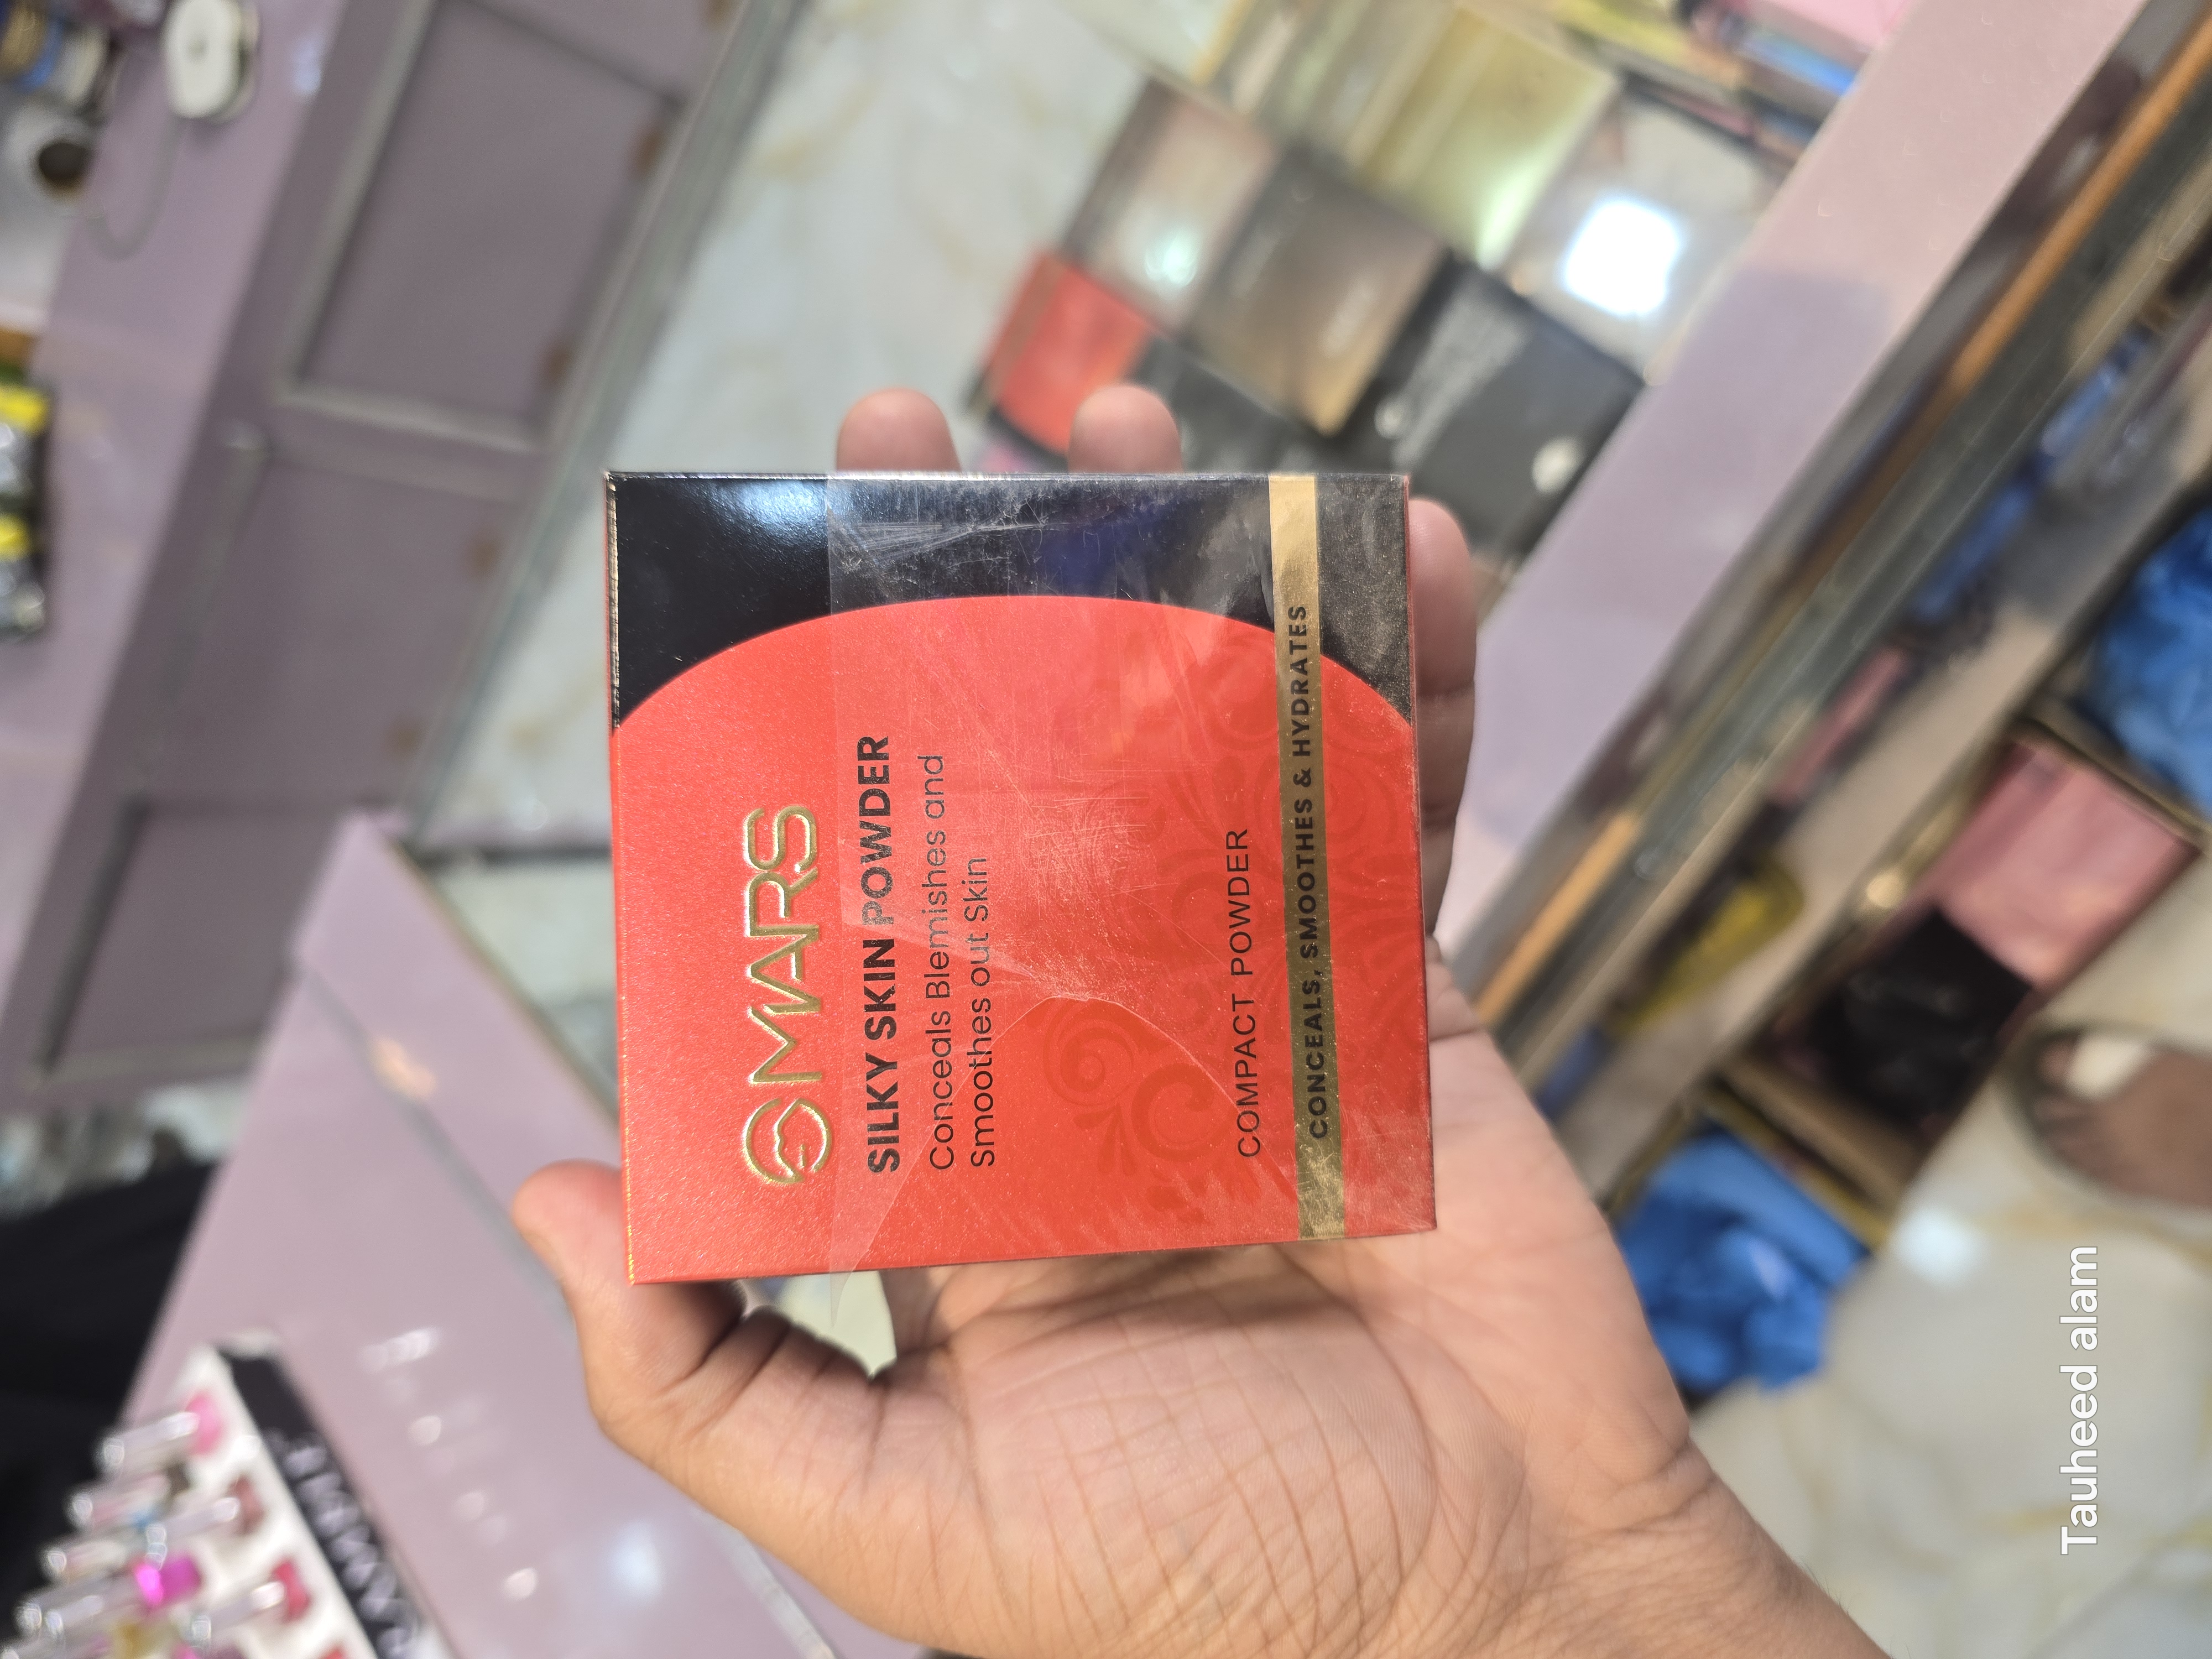 MARS
SILKY SKIN POWDER
Conceals Blemishes and
Smoothes out Skin
COMPACT POWDER
CONCEALS, SMOOTHES & HYDRATES
Tauheed alam